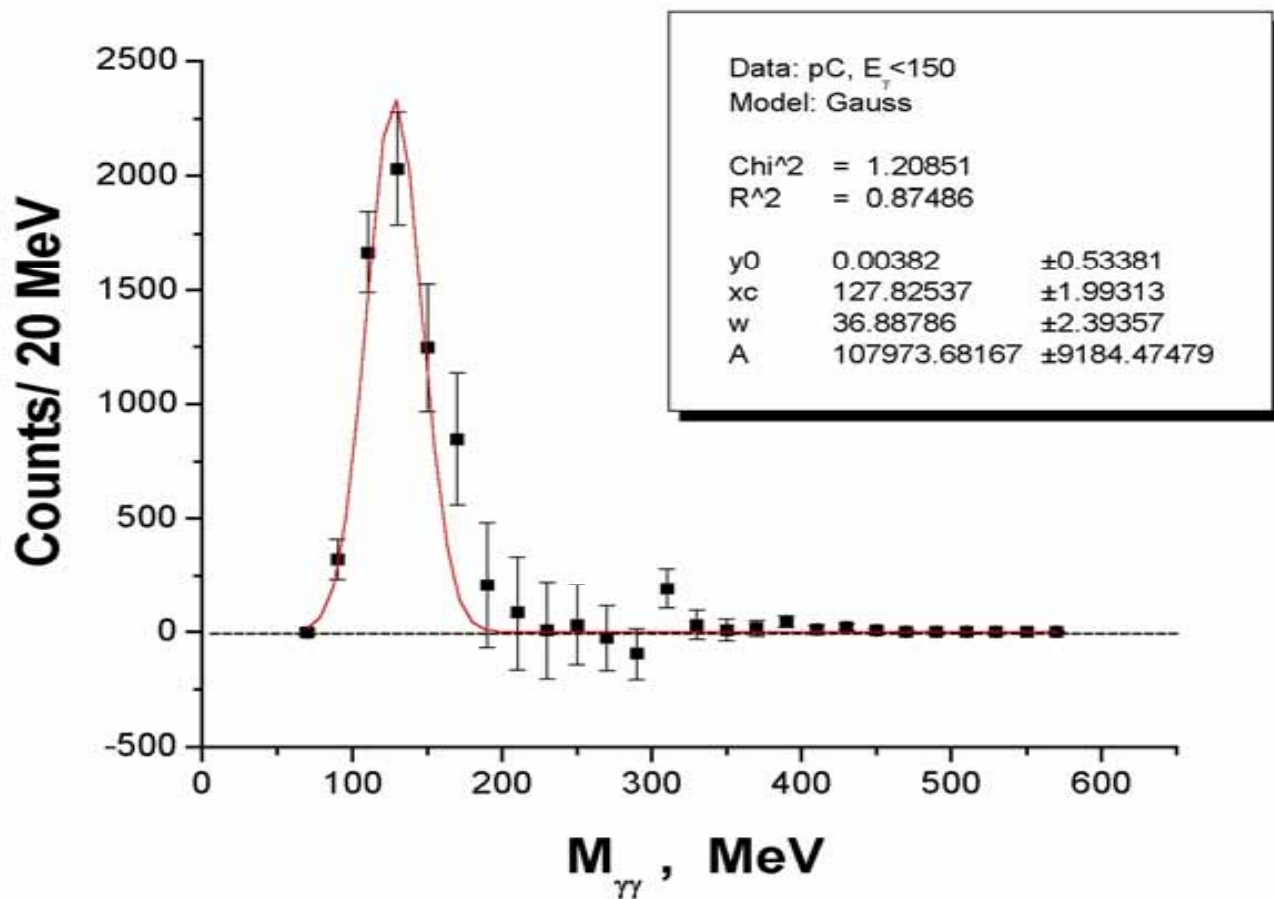 Data: pC, Eγ<150
Model: Gauss
Chi^2 = 1.20851
R^2 = 0.87486
y0 0.00382 ±0.53381
xc 127.82537 ±1.99313
w 36.88786 ±2.39357
A 107973.68167 ±9184.47479
Counts/ 20 MeV
2500
2000
1500
1000
500
0
-500
0 100 200 300 400 500 600
Mγγ , MeV